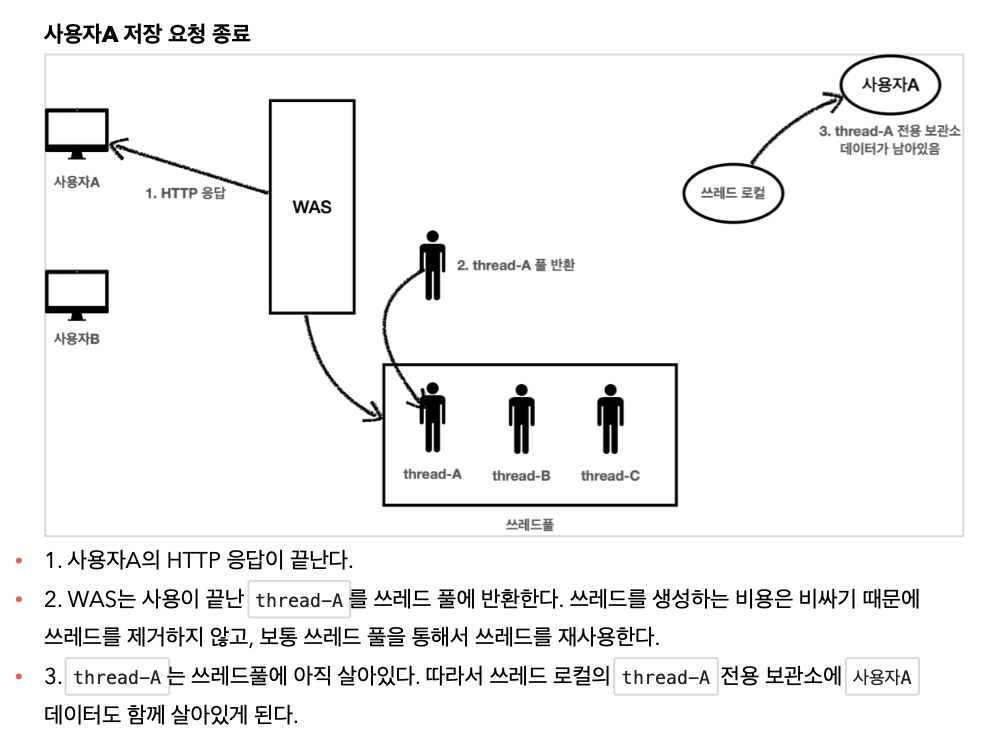 사용자A 저장 요청 종료
사용자A
3. thread-A 전용 보관소
데이터가 남아있음
쓰레드 로컬
사용자A
1. HTTP 응답
WAS
2. thread-A 풀 반환
사용자B
thread-A
thread-B
thread-C
쓰레드풀
1. 사용자A의 HTTP 응답이 끝난다.
2. WAS는 사용이 끝난 thread-A를 쓰레드 풀에 반환한다. 쓰레드를 생성하는 비용은 비싸기 때문에
쓰레드를 제거하지 않고, 보통 쓰레드 풀을 통해서 쓰레드를 재사용한다.
3. thread-A는 쓰레드풀에 아직 살아있다. 따라서 쓰레드 로컬의 thread-A 전용 보관소에 사용자A
데이터도 함께 살아있게 된다.